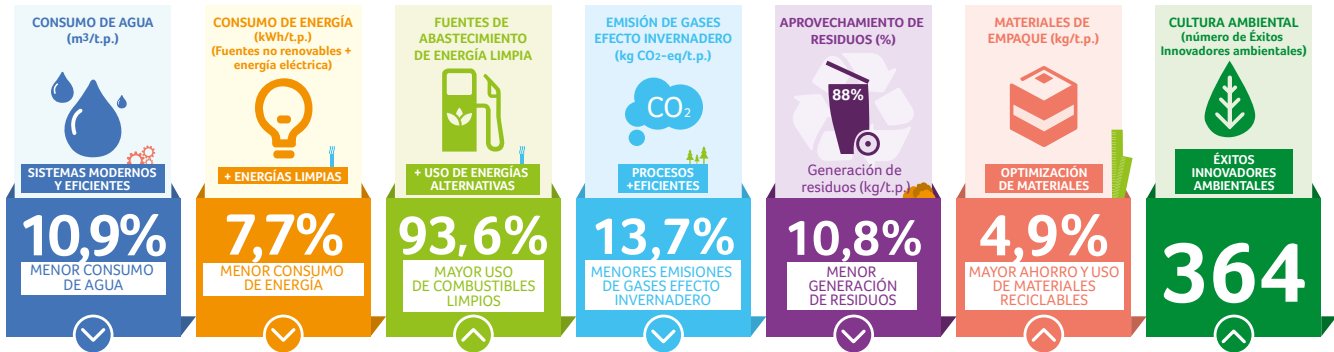 CONSUMO DE AGUA
(m³/t.p.)
SISTEMAS MODERNOS
Y EFICIENTES
10,9%
MENOR CONSUMO
DE AGUA
CONSUMO DE ENERGÍA
(kWh/t.p.)
(Fuentes no renovables +
energía eléctrica)
+ ENERGÍAS LIMPIAS
7,7%
MENOR CONSUMO
DE ENERGÍA
FUENTES DE
ABASTECIMIENTO
DE ENERGÍA LIMPIA
+ USO DE ENERGÍAS
ALTERNATIVAS
93,6%
MAYOR USO
DE COMBUSTIBLES
LIMPIOS
EMISIÓN DE GASES
EFECTO INVERNADERO
(kg CO2-eq/t.p.)
CO2
PROCESOS
+EFICIENTES
13,7%
MENORES EMISIONES
DE GASES EFECTO
INVERNADERO
APROVECHAMIENTO DE
RESIDUOS (%)
88%
Generación de
residuos (kg/t.p.)
10,8%
MENOR
GENERACIÓN
DE RESIDUOS
MATERIALES DE
EMPAQUE (kg/t.p.)
OPTIMIZACIÓN
DE MATERIALES
4,9%
MAYOR AHORRO Y USO
DE MATERIALES
RECICLABLES
CULTURA AMBIENTAL
(número de Éxitos
Innovadores ambientales)
ÉXITOS
INNOVADORES
AMBIENTALES
364